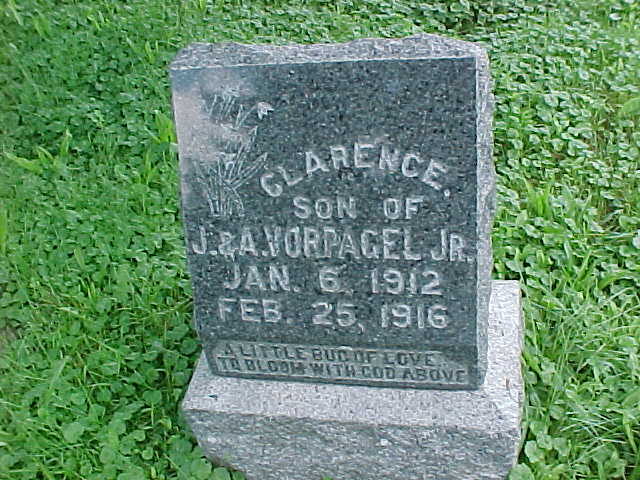 CLARENCE.
SON OF
J. & A. VORPAGEL JR.
JAN. 6, 1912
FEB. 25, 1916
A LITTLE BUD OF LOVE
TO BLOOM WITH GOD ABOVE